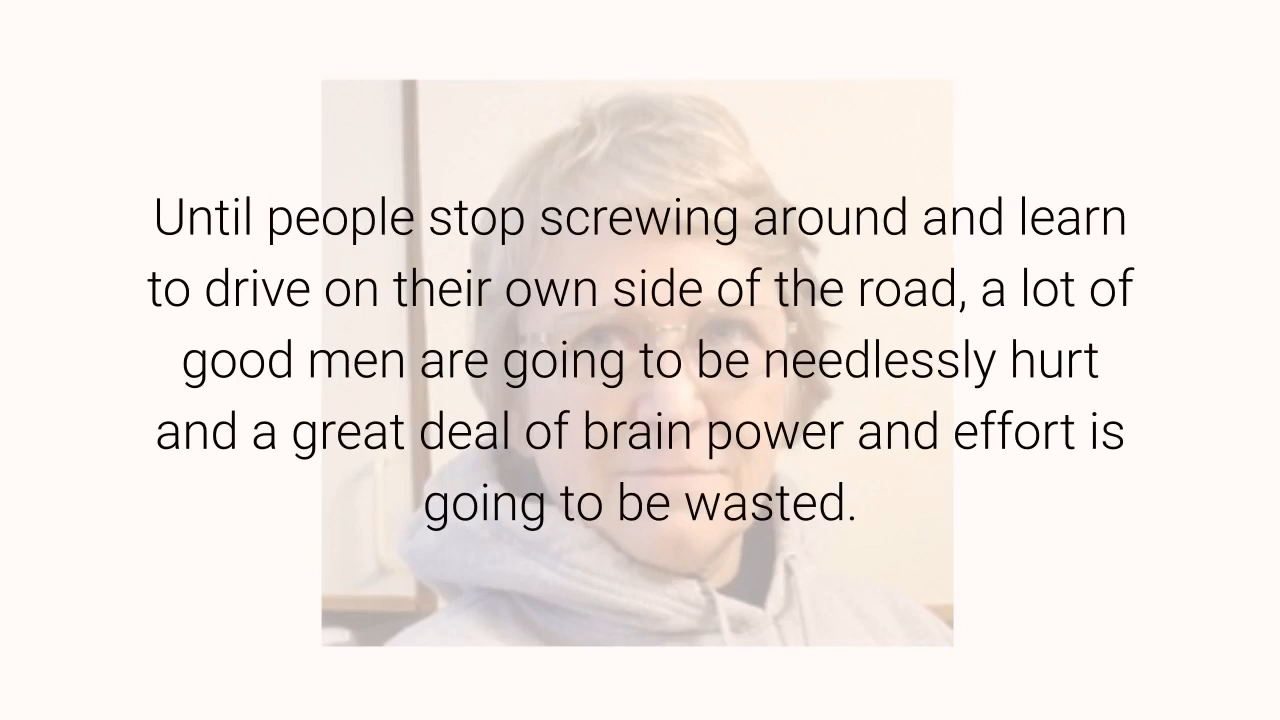 Until people stop screwing around and learn
to drive on their own side of the road, a lot of
good men are going to be needlessly hurt
and a great deal of brain power and effort is
going to be wasted.